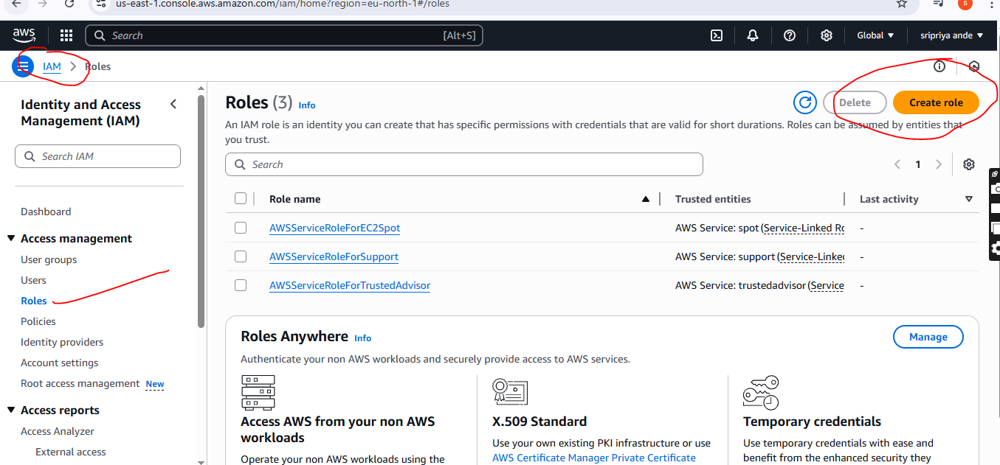 us-east-1.console.aws.amazon.com/iam/home?region=eu-north-1#/roles
S
aws
Search
[Alt+S]
Global
sripriya ande
IAM
Roles
Identity and Access
Management (IAM)
Search IAM
Dashboard
Access management
User groups
Users
Roles
Policies
Identity providers
Account settings
Root access management New
Access reports
Access Analyzer
External access
Roles (3) Info
Delete
Create role
An IAM role is an identity you can create that has specific permissions with credentials that are valid for short durations. Roles can be assumed by entities that
you trust.
Search
1
Role name
Trusted entities
Last activity
AWSServiceRoleForEC2Spot
AWS Service: spot (Service-Linked Ro
-
AWSServiceRoleForSupport
AWS Service: support (Service-Linked
-
AWSServiceRoleForTrustedAdvisor
AWS Service: trustedadvisor (Service
-
Roles Anywhere Info
Manage
Authenticate your non AWS workloads and securely provide access to AWS services.
Access AWS from your non AWS
workloads
Operate your non AWS workloads using the
X.509 Standard
Use your own existing PKI infrastructure or use
AWS Certificate Manager Private Certificate
Temporary credentials
Use temporary credentials with ease and
benefit from the enhanced security they